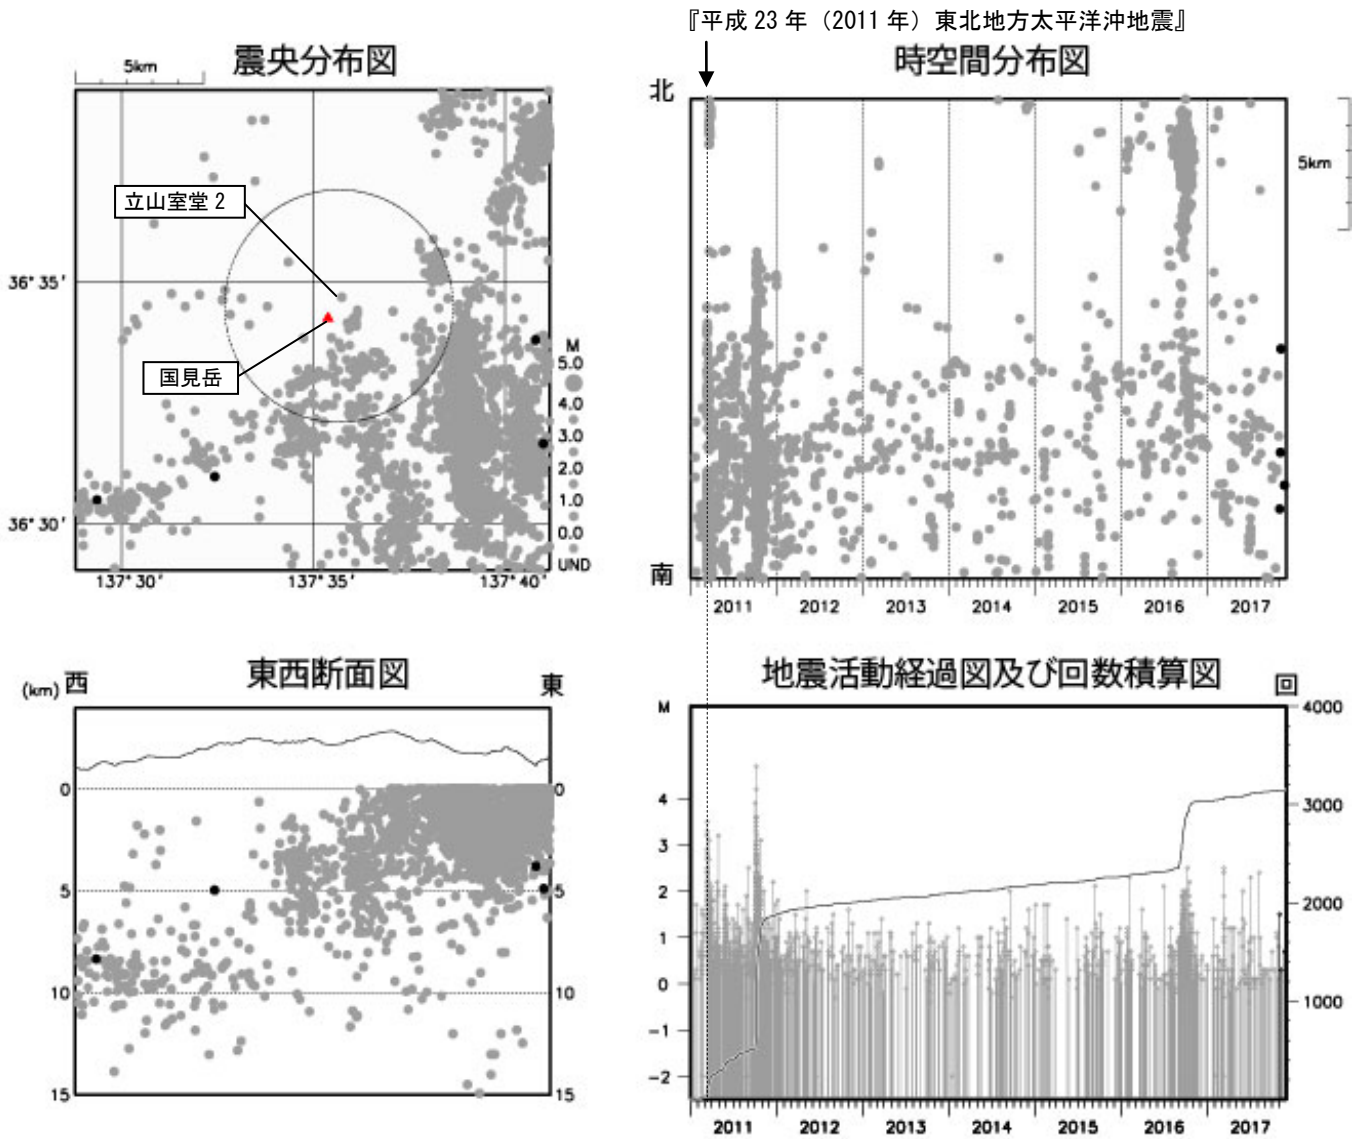 『平成 23 年（2011 年）東北地方太平洋沖地震』
震央分布図
5km
立山室堂 2
国見岳
36° 35'
36° 30'
137° 30'
137° 35'
137° 40'
M
5.0
4.0
3.0
2.0
1.0
0.0
UND
時空間分布図
北
南
5km
2011 2012 2013 2014 2015 2016 2017
東西断面図
(km) 西
東
0
5
10
15
0
5
10
15
地震活動経過図及び回数積算図
M
回
4
3
2
1
0
-1
-2
4000
3000
2000
1000
2011 2012 2013 2014 2015 2016 2017